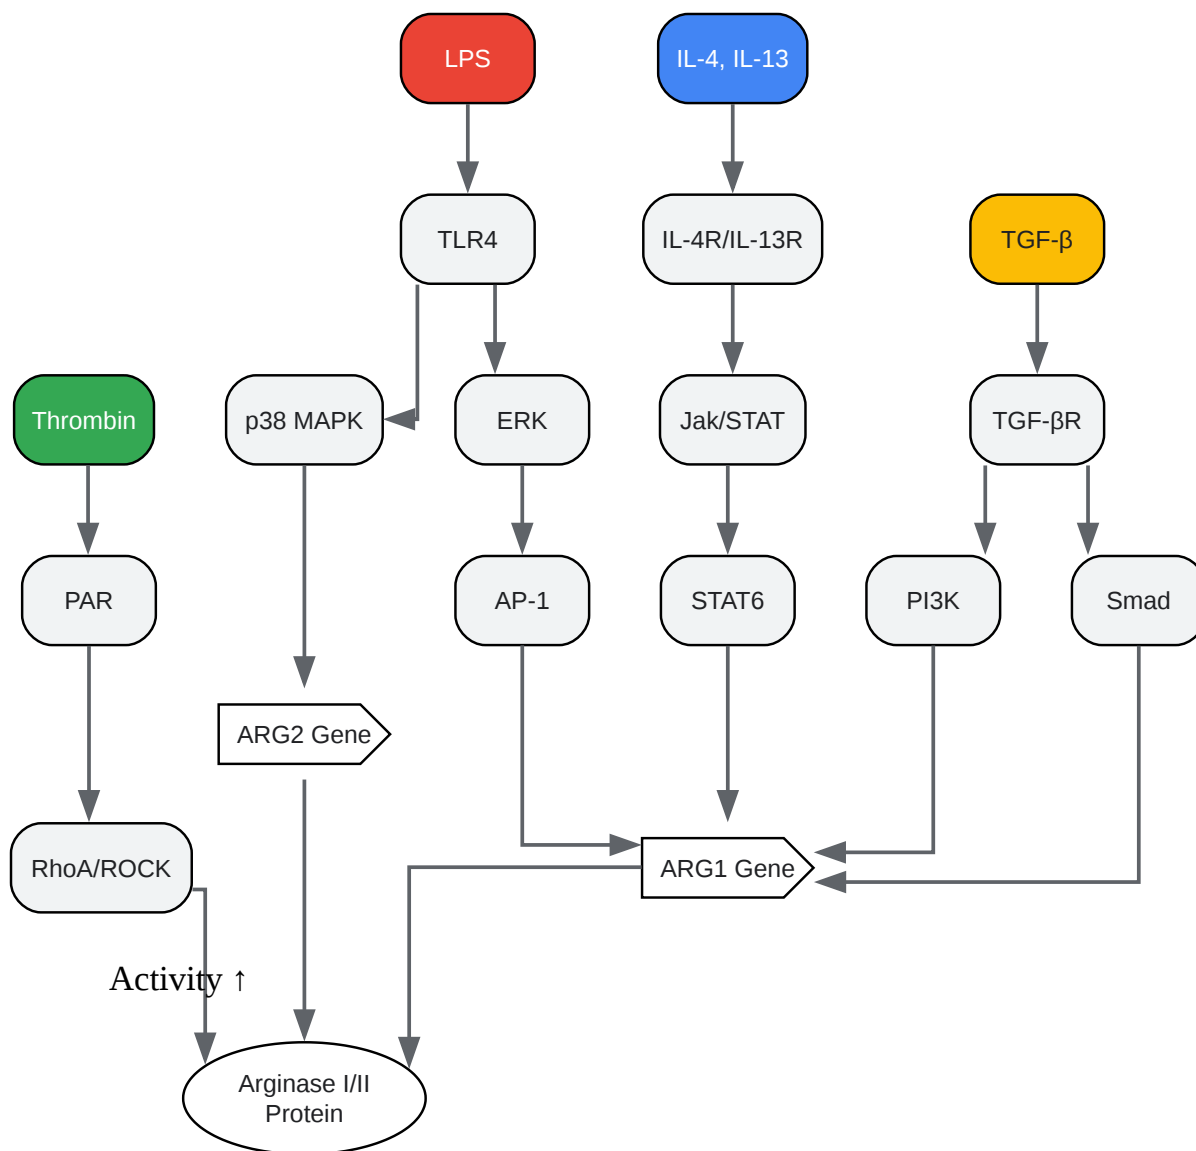 LPS
IL-4, IL-13
TLR4
IL-4R/IL-13R
TGF-β
Thrombin
p38 MAPK
ERK
Jak/STAT
TGF-βR
PAR
AP-1
STAT6
PI3K
Smad
ARG2 Gene
RhoA/ROCK
ARG1 Gene
Activity ↑
Arginase I/II
Protein